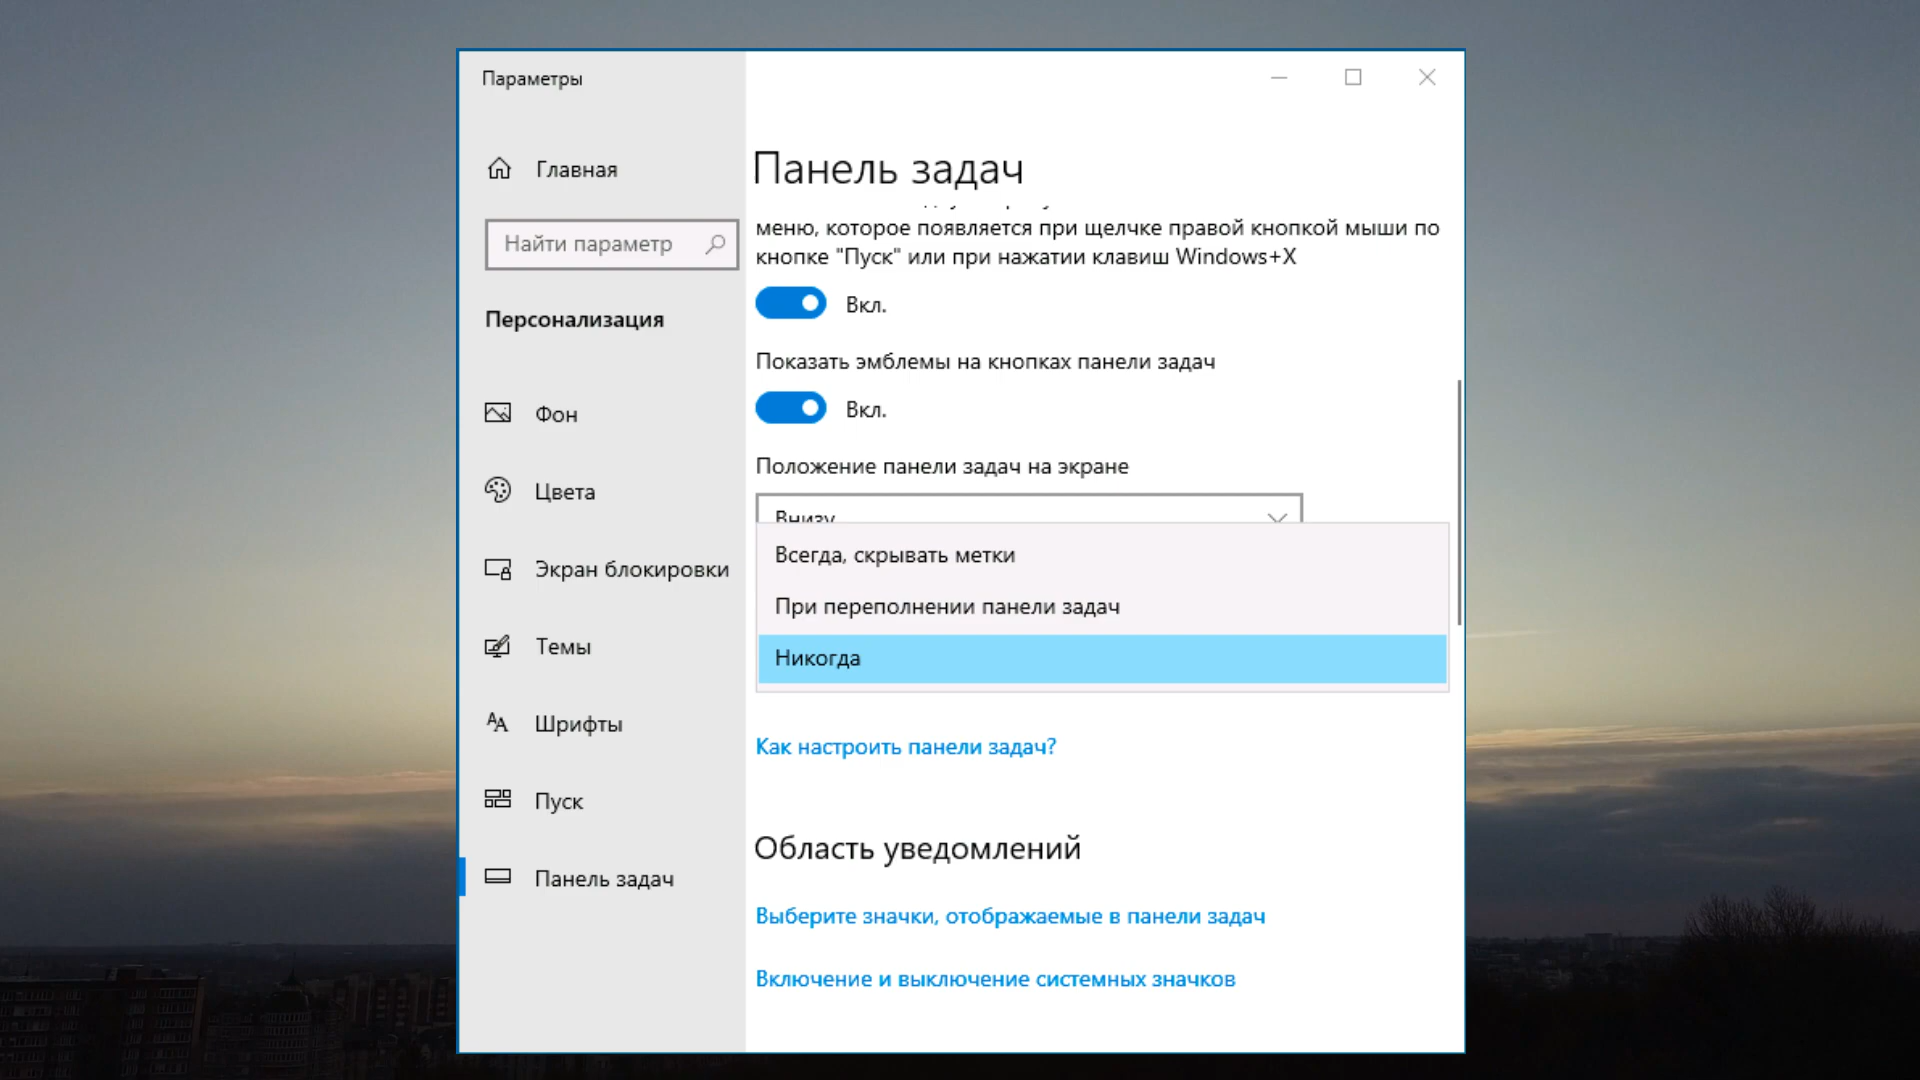 Параметры
Главная
Найти параметр
Персонализация
Фон
Цвета
Экран блокировки
Темы
Шрифты
Пуск
Панель задач
Панель задач
меню, которое появляется при щелчке правой кнопкой мыши по
кнопке "Пуск" или при нажатии клавиш Windows+X
Вкл.
Показать эмблемы на кнопках панели задач
Вкл.
Положение панели задач на экране
Внизу
Всегда, скрывать метки
При переполнении панели задач
Никогда
Как настроить панели задач?
Область уведомлений
Выберите значки, отображаемые в панели задач
Включение и выключение системных значков